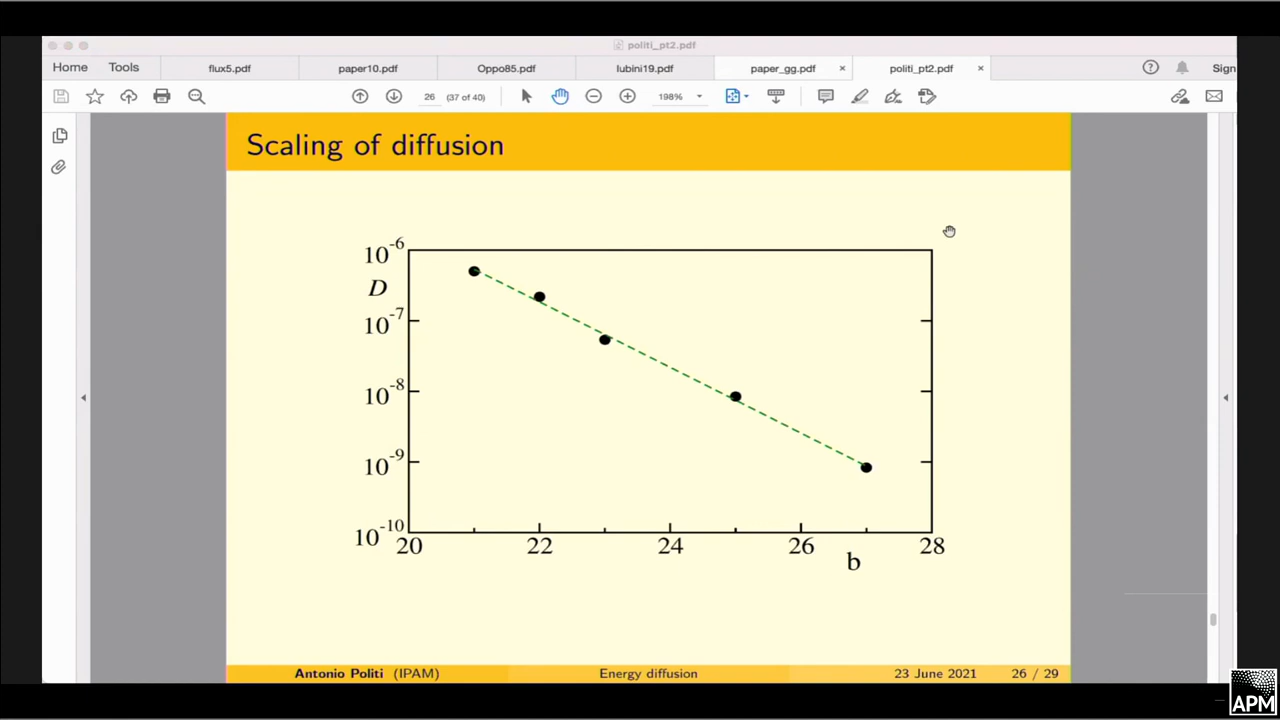 politi_pt2.pdf
Home Tools flux5.pdf paper10.pdf Oppo85.pdf lubini19.pdf paper_gg.pdf × politi_pt2.pdf × Sign
26 (37 of 40) 198%
Scaling of diffusion
10^-6
D
10^-7
10^-8
10^-9
10^-10
20 22 24 26 28
b
Antonio Politi (IPAM) Energy diffusion 23 June 2021 26 / 29
APM